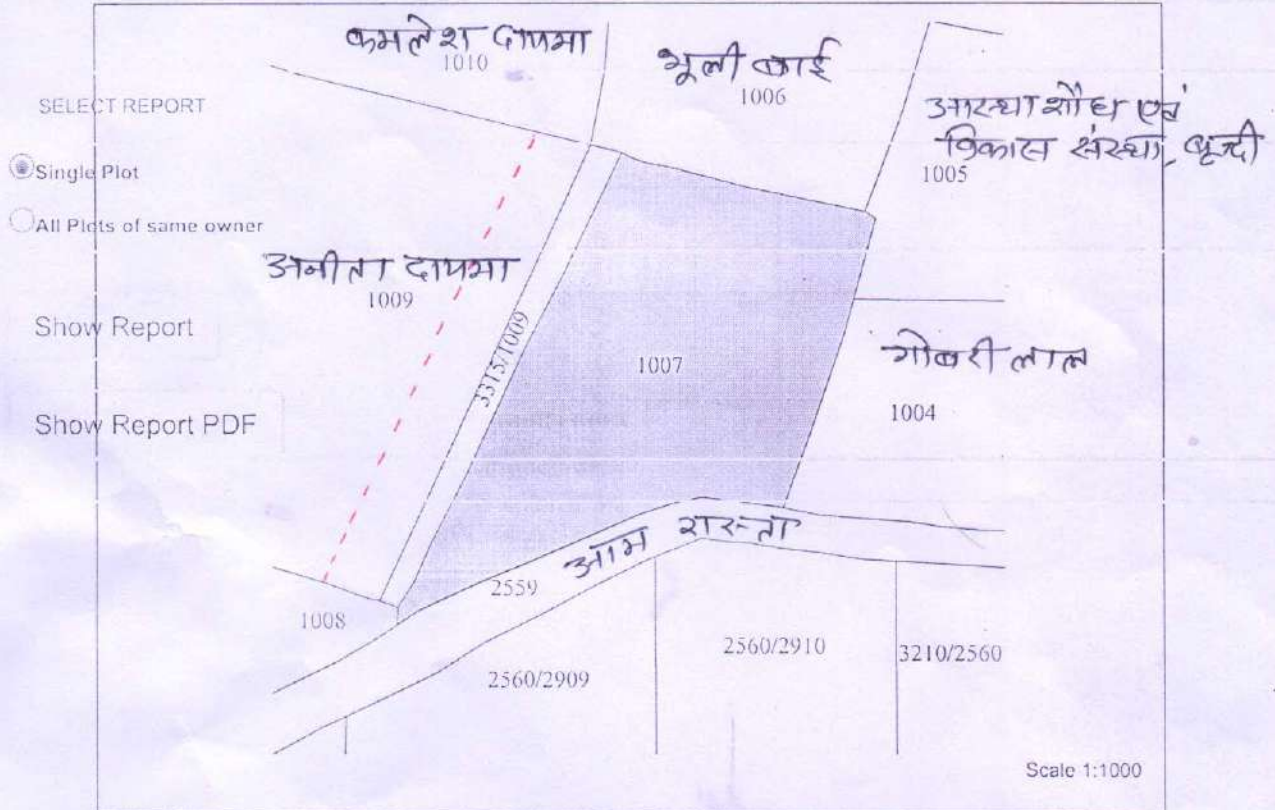 कमलेश दायमा
1010
भूली बाई
1006
SELECT REPORT
आस्था शौध एवं
विकास संस्था, बून्दी
1005
Single Plot
All Plots of same owner
अनीता दायमा
1009
3315/1009
Show Report
1007
गोबरी लाल
1004
Show Report PDF
आम रास्ता
2559
1008
2560/2909
2560/2910
3210/2560
Scale 1:1000